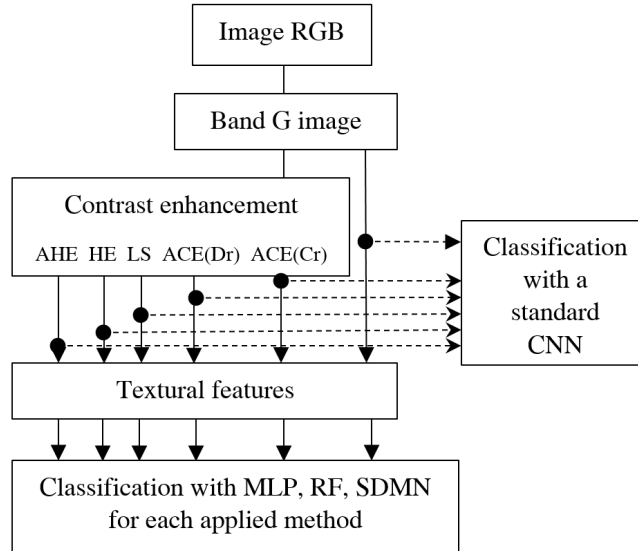 Image RGB
Band G image
Contrast enhancement
AHE HE LS ACE(Dr) ACE(Cr)
Classification
with a
standard
CNN
Textural features
Classification with MLP, RF, SDMN
for each applied method